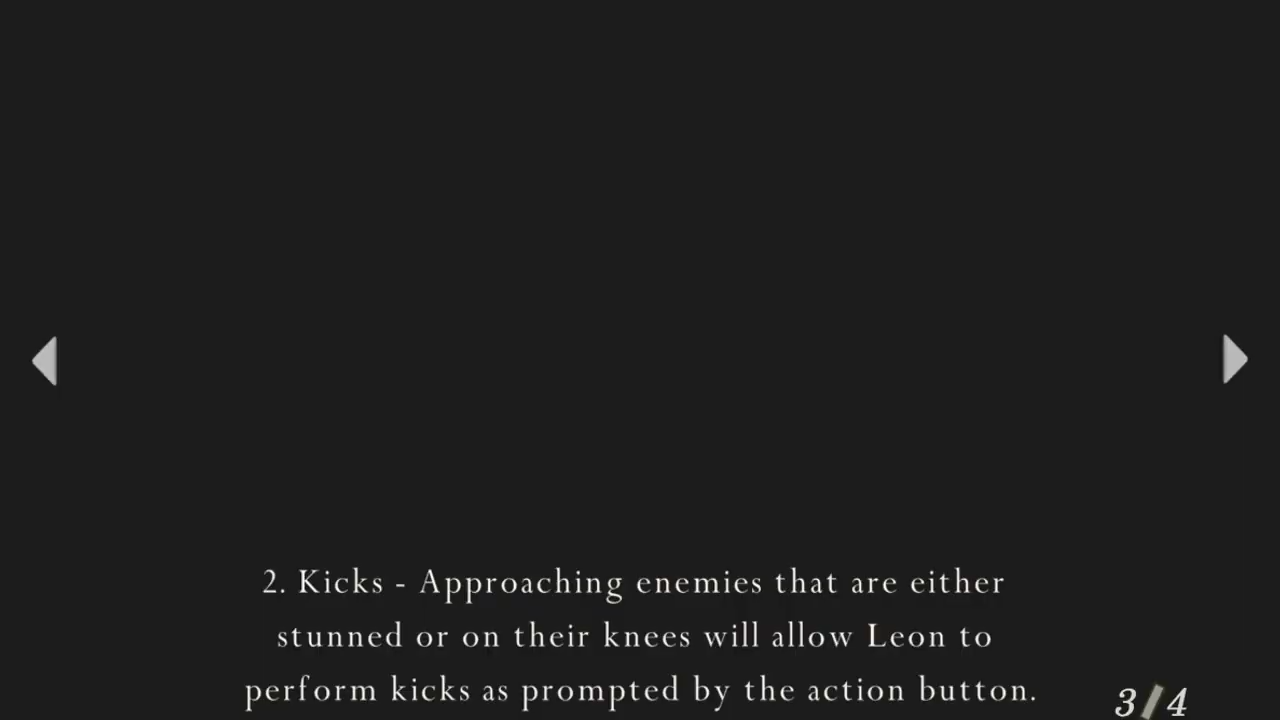 2. Kicks - Approaching enemies that are either
stunned or on their knees will allow Leon to
perform kicks as prompted by the action button.
3/4